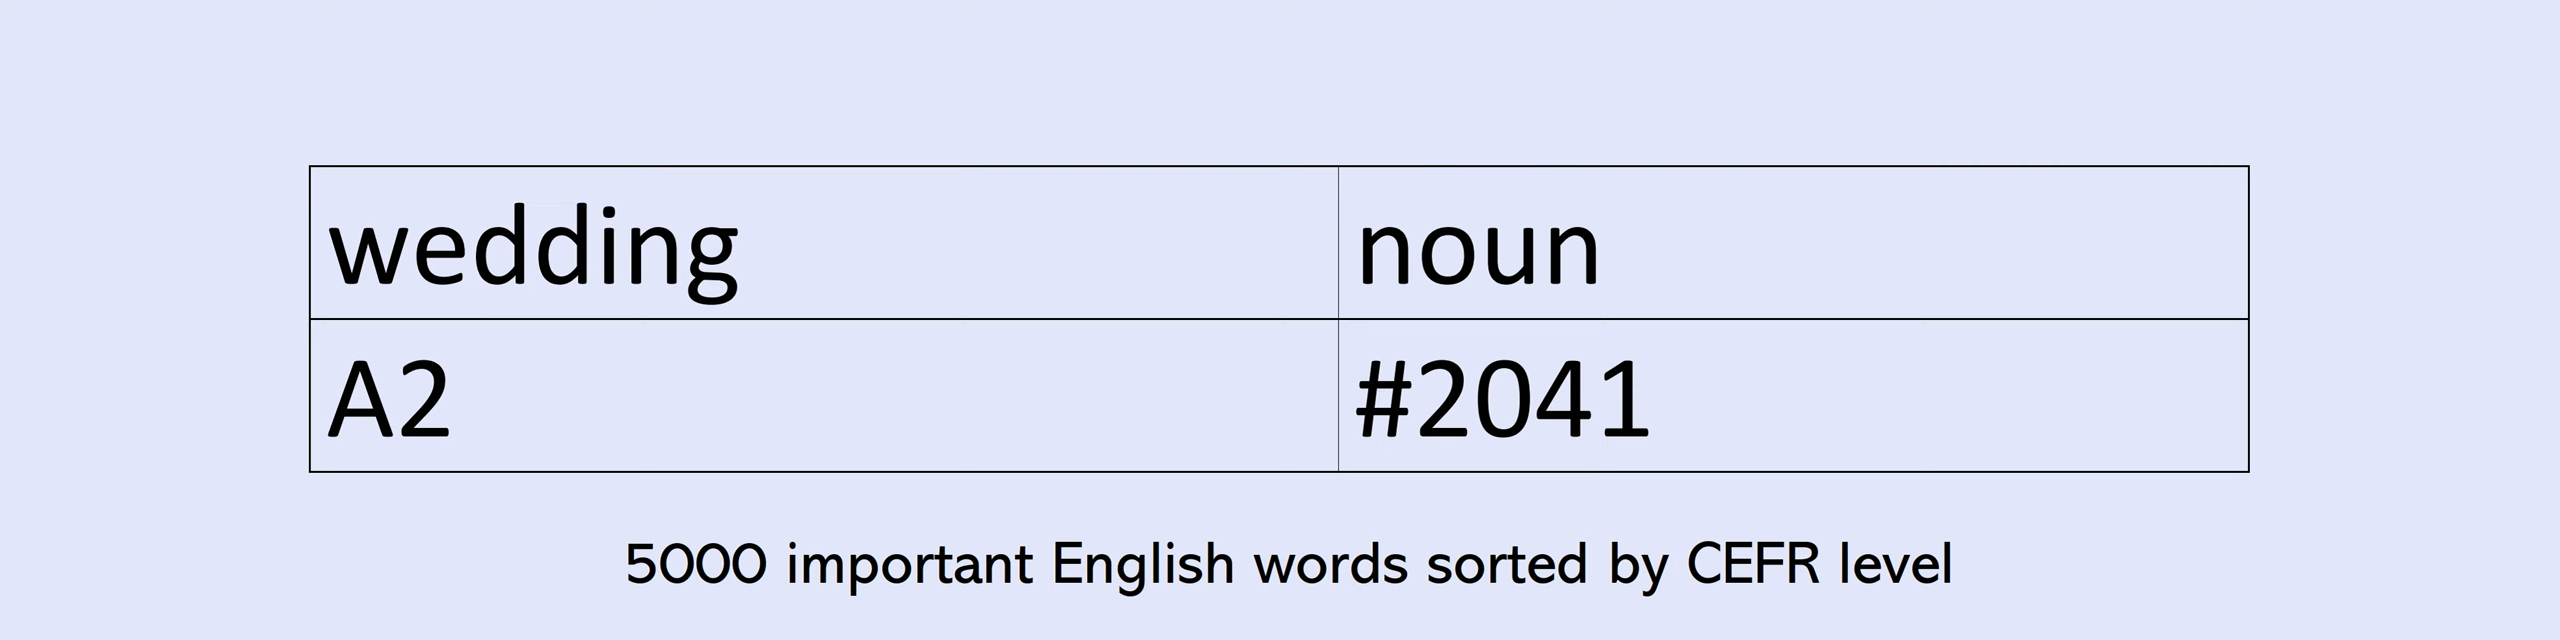 wedding noun
A2 #2041
5000 important English words sorted by CEFR level